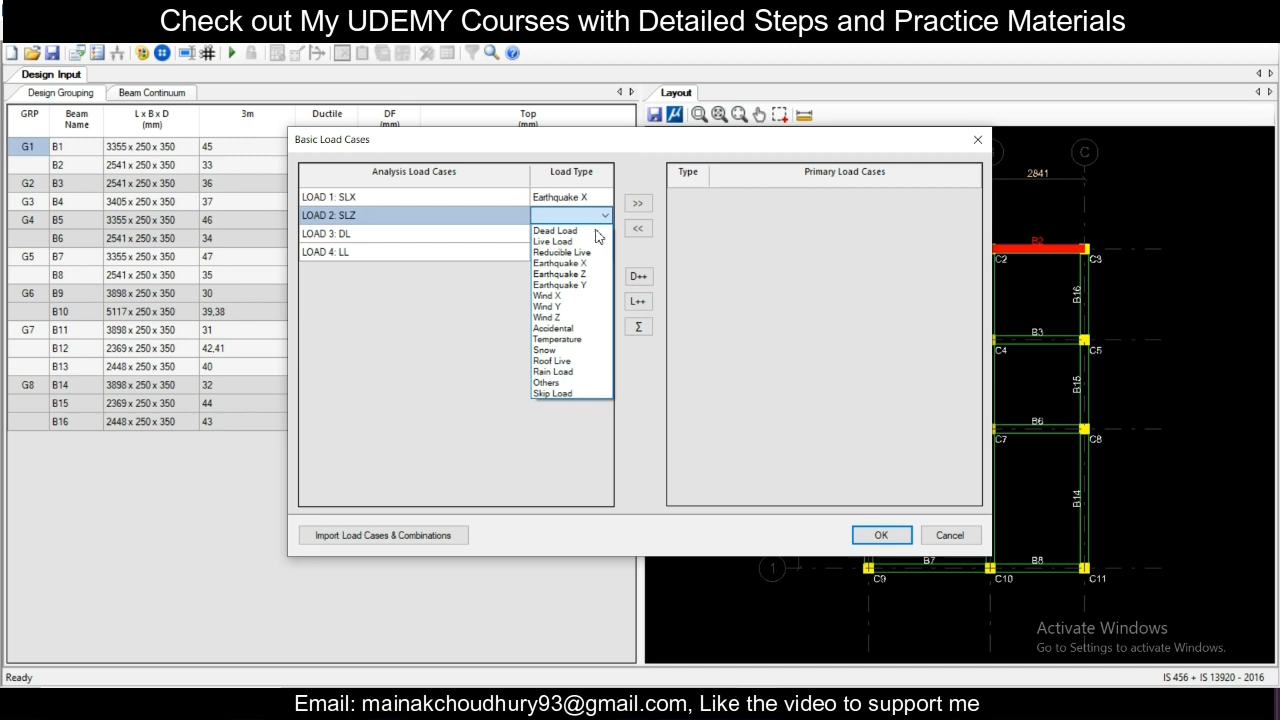 Check out My UDEMY Courses with Detailed Steps and Practice Materials
Design Input
Design Grouping Beam Continuum
Layout
GRP Beam Name L x B x D (mm) 3m Ductile DF (mm) Top (mm)
G1 B1 3355 x 250 x 350 45
B2 2541 x 250 x 350 33
G2 B3 2541 x 250 x 350 36
G3 B4 3405 x 250 x 350 37
G4 B5 3355 x 250 x 350 46
B6 2541 x 250 x 350 34
G5 B7 3355 x 250 x 350 47
B8 2541 x 250 x 350 35
G6 B9 3898 x 250 x 350 30
B10 5117 x 250 x 350 39,38
G7 B11 3898 x 250 x 350 31
B12 2369 x 250 x 350 42,41
B13 2448 x 250 x 350 40
G8 B14 3898 x 250 x 350 32
B15 2369 x 250 x 350 44
B16 2448 x 250 x 350 43
Basic Load Cases
Analysis Load Cases Load Type
LOAD 1: SLX Earthquake X
LOAD 2: SLZ
LOAD 3: DL
LOAD 4: LL
Dead Load
Live Load
Reducible Live
Earthquake X
Earthquake Z
Earthquake Y
Wind X
Wind Y
Wind Z
Accidental
Temperature
Snow
Roof Live
Rain Load
Others
Skip Load
>>
<<
D++
L++
Σ
Type Primary Load Cases
Import Load Cases & Combinations
OK Cancel
C
2841
B2
C2 C3
B16
B3
C4 C5
B15
B6
C7 C8
B14
B7 B8
1
C9 C10 C11
Activate Windows
Go to Settings to activate Windows.
Ready
IS 456 + IS 13920 - 2016
Email: mainakchoudhury93@gmail.com, Like the video to support me